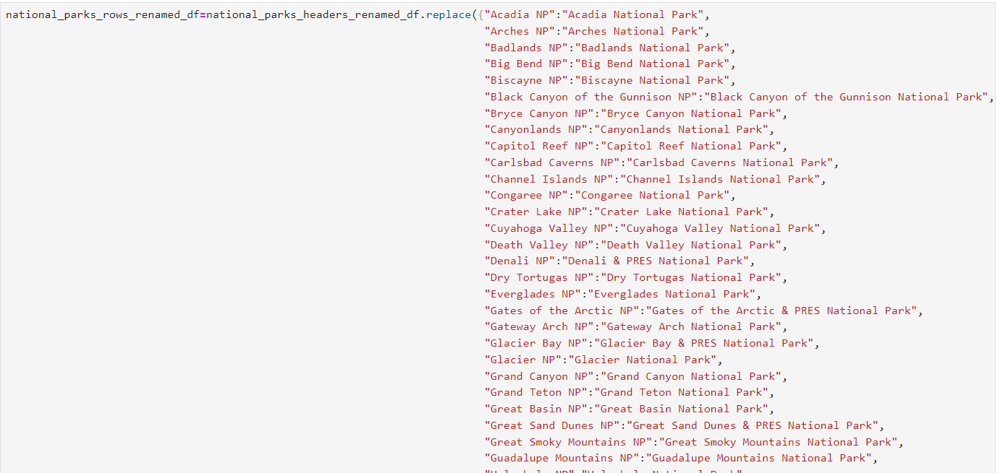 national_parks_rows_renamed_df=national_parks_headers_renamed_df.replace({"Acadia NP":"Acadia National Park",
"Arches NP":"Arches National Park",
"Badlands NP":"Badlands National Park",
"Big Bend NP":"Big Bend National Park",
"Biscayne NP":"Biscayne National Park",
"Black Canyon of the Gunnison NP":"Black Canyon of the Gunnison National Park",
"Bryce Canyon NP":"Bryce Canyon National Park",
"Canyonlands NP":"Canyonlands National Park",
"Capitol Reef NP":"Capitol Reef National Park",
"Carlsbad Caverns NP":"Carlsbad Caverns National Park",
"Channel Islands NP":"Channel Islands National Park",
"Congaree NP":"Congaree National Park",
"Crater Lake NP":"Crater Lake National Park",
"Cuyahoga Valley NP":"Cuyahoga Valley National Park",
"Death Valley NP":"Death Valley National Park",
"Denali NP":"Denali & PRES National Park",
"Dry Tortugas NP":"Dry Tortugas National Park",
"Everglades NP":"Everglades National Park",
"Gates of the Arctic NP":"Gates of the Arctic & PRES National Park",
"Gateway Arch NP":"Gateway Arch National Park",
"Glacier Bay NP":"Glacier Bay & PRES National Park",
"Glacier NP":"Glacier National Park",
"Grand Canyon NP":"Grand Canyon National Park",
"Grand Teton NP":"Grand Teton National Park",
"Great Basin NP":"Great Basin National Park",
"Great Sand Dunes NP":"Great Sand Dunes & PRES National Park",
"Great Smoky Mountains NP":"Great Smoky Mountains National Park",
"Guadalupe Mountains NP":"Guadalupe Mountains National Park",